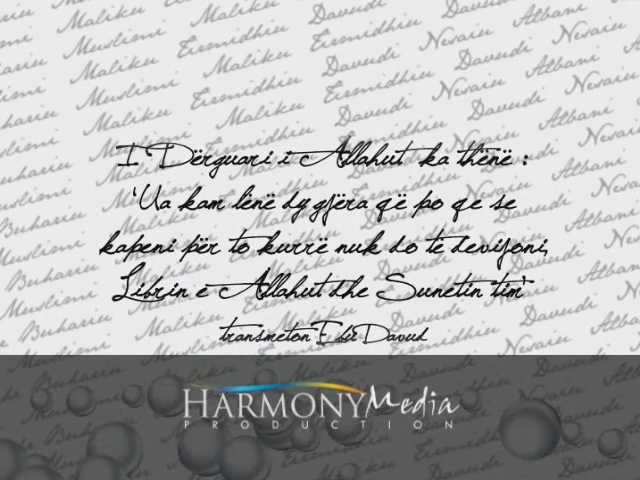 I Dërguari i Allahut ka thënë :
'Ua kam lënë dy gjëra që po qe se
kapeni për to kurrë nuk do te devijoni,
Librin e Allahut dhe Sunetin tim'
transmeton Ebu Davud
HARMONY Media
PRODUCTION